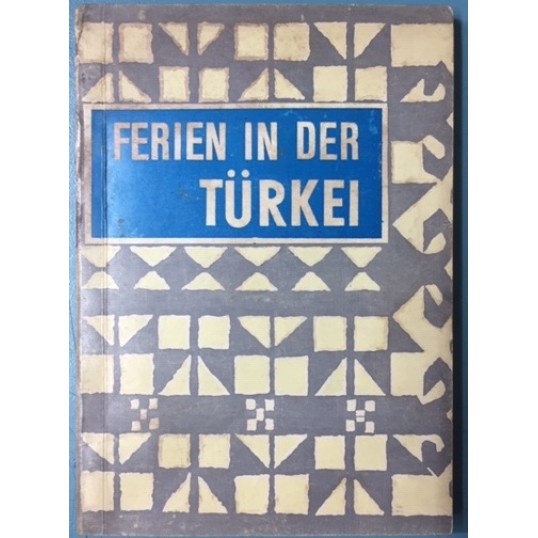 FERIEN IN DER
TÜRKEI